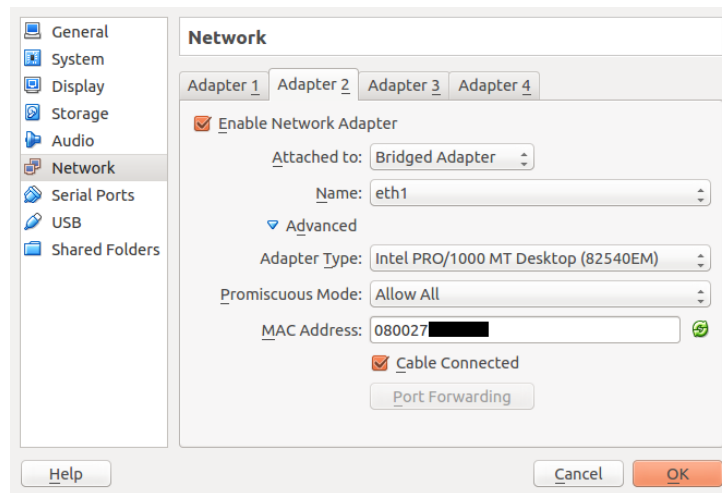 General
System
Display
Storage
Audio
Network
Serial Ports
USB
Shared Folders
Network
Adapter 1 Adapter 2 Adapter 3 Adapter 4
Enable Network Adapter
Attached to: Bridged Adapter
Name: eth1
Advanced
Adapter Type: Intel PRO/1000 MT Desktop (82540EM)
Promiscuous Mode: Allow All
MAC Address: 080027
Cable Connected
Port Forwarding
Help Cancel OK